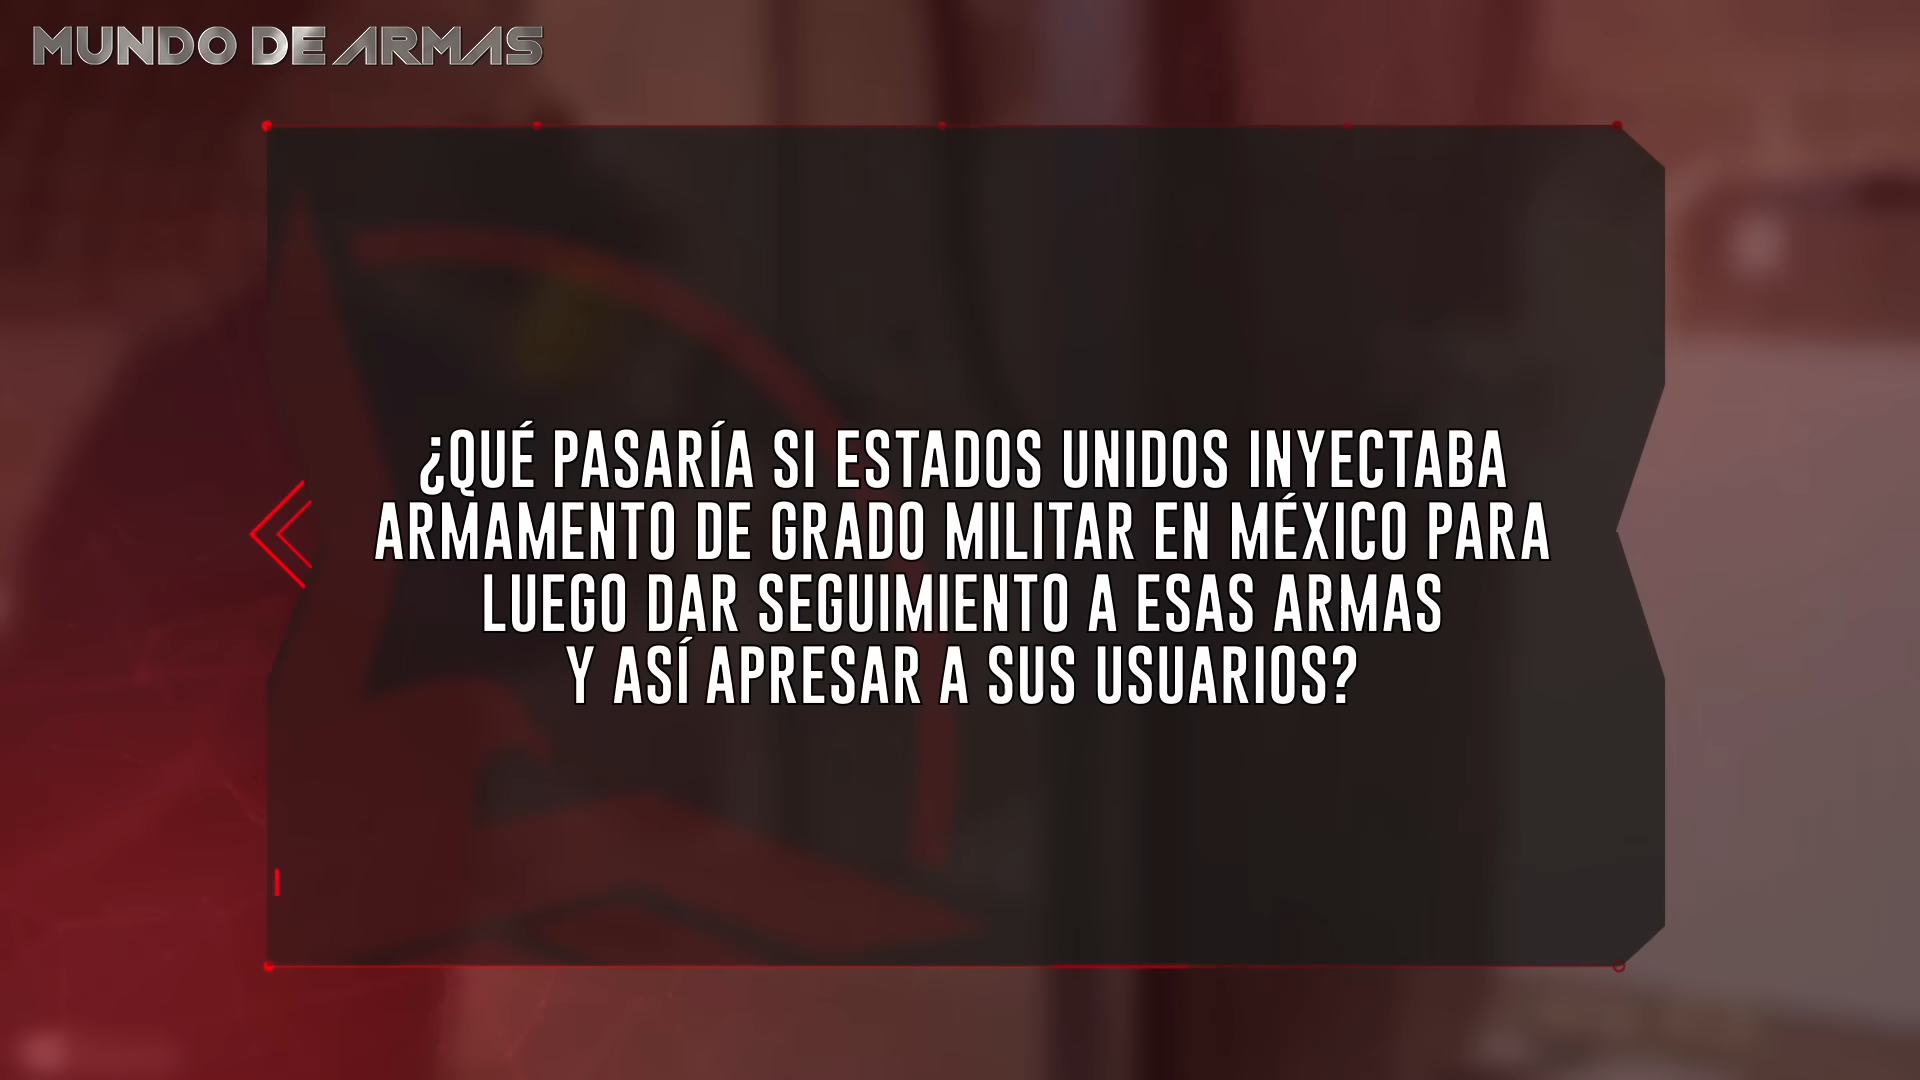 MUNDO DE ARMAS
¿QUÉ PASARÍA SI ESTADOS UNIDOS INYECTABA
ARMAMENTO DE GRADO MILITAR EN MÉXICO PARA
LUEGO DAR SEGUIMIENTO A ESAS ARMAS
Y ASÍ APRESAR A SUS USUARIOS?